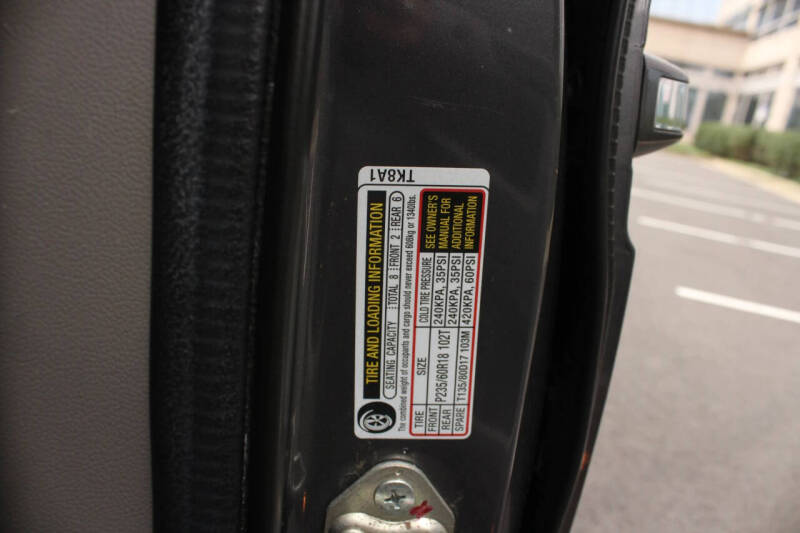 TK8A1
TIRE AND LOADING INFORMATION
SEATING CAPACITY TOTAL 8 FRONT 2 REAR 6
The combined weight of occupants and cargo should never exceed 608kg or 1340lbs.
TIRE SIZE COLD TIRE PRESSURE
FRONT P235/60R18 102T 240KPA, 35PSI
REAR 240KPA, 35PSI
SPARE T135/80D17 103M 420KPA, 60PSI
SEE OWNER'S
MANUAL FOR
ADDITIONAL
INFORMATION